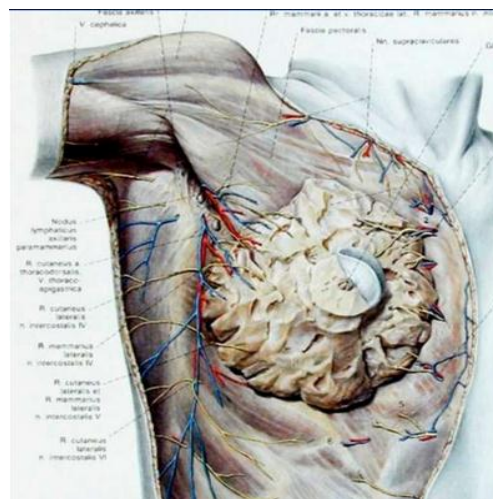 Fascia axillaris
Rr. mammarii a. et v. thoracicae lat. R. mammarius n. in
V. cephalica
Fascia pectoralis
Nn. supraclaviculares
Nodus
lymphaticus
axillaris
paramammarius
R. cutaneus a.
thoracodorsalis,
V. thoraco-
epigastrica
R. cutaneus
lateralis
n. intercostalis IV
R. mammarius
lateralis
n. intercostalis IV
R. cutaneus
lateralis et
R. mammarius
lateralis
n. intercostalis V
R. cutaneus
lateralis
n. intercostalis VI